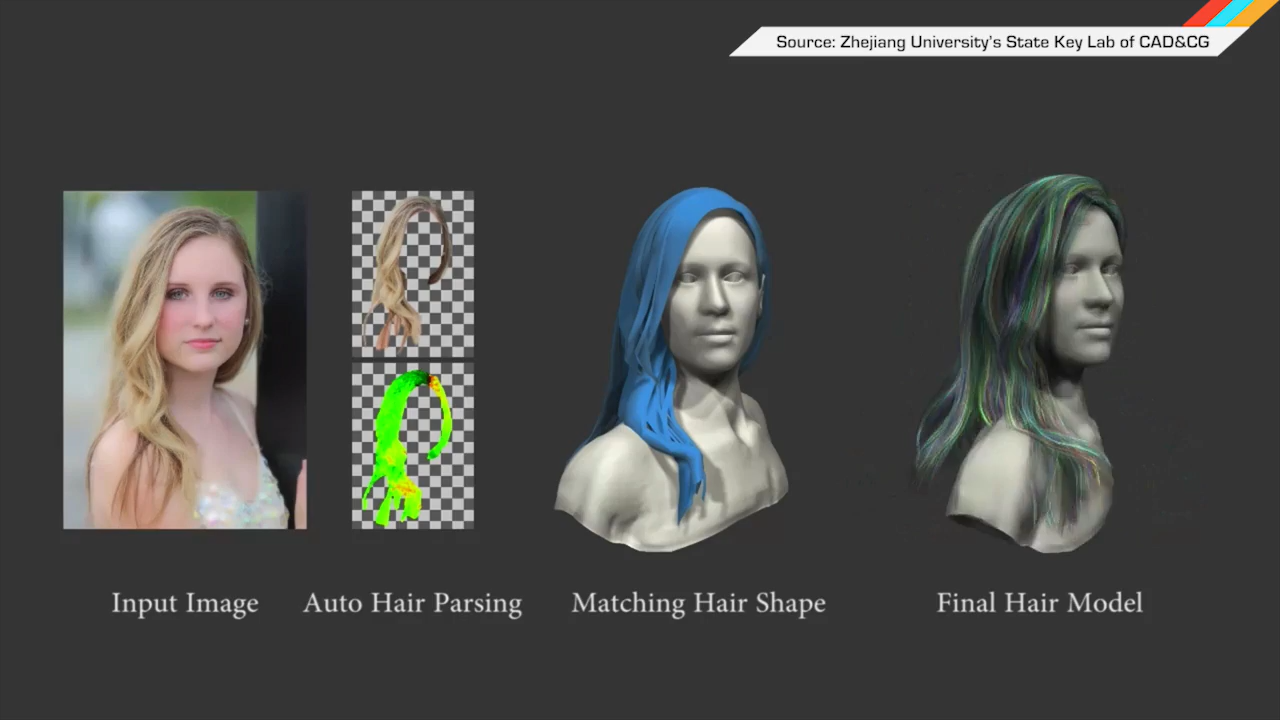 Source: Zhejiang University's State Key Lab of CAD&CG
Input Image
Auto Hair Parsing
Matching Hair Shape
Final Hair Model